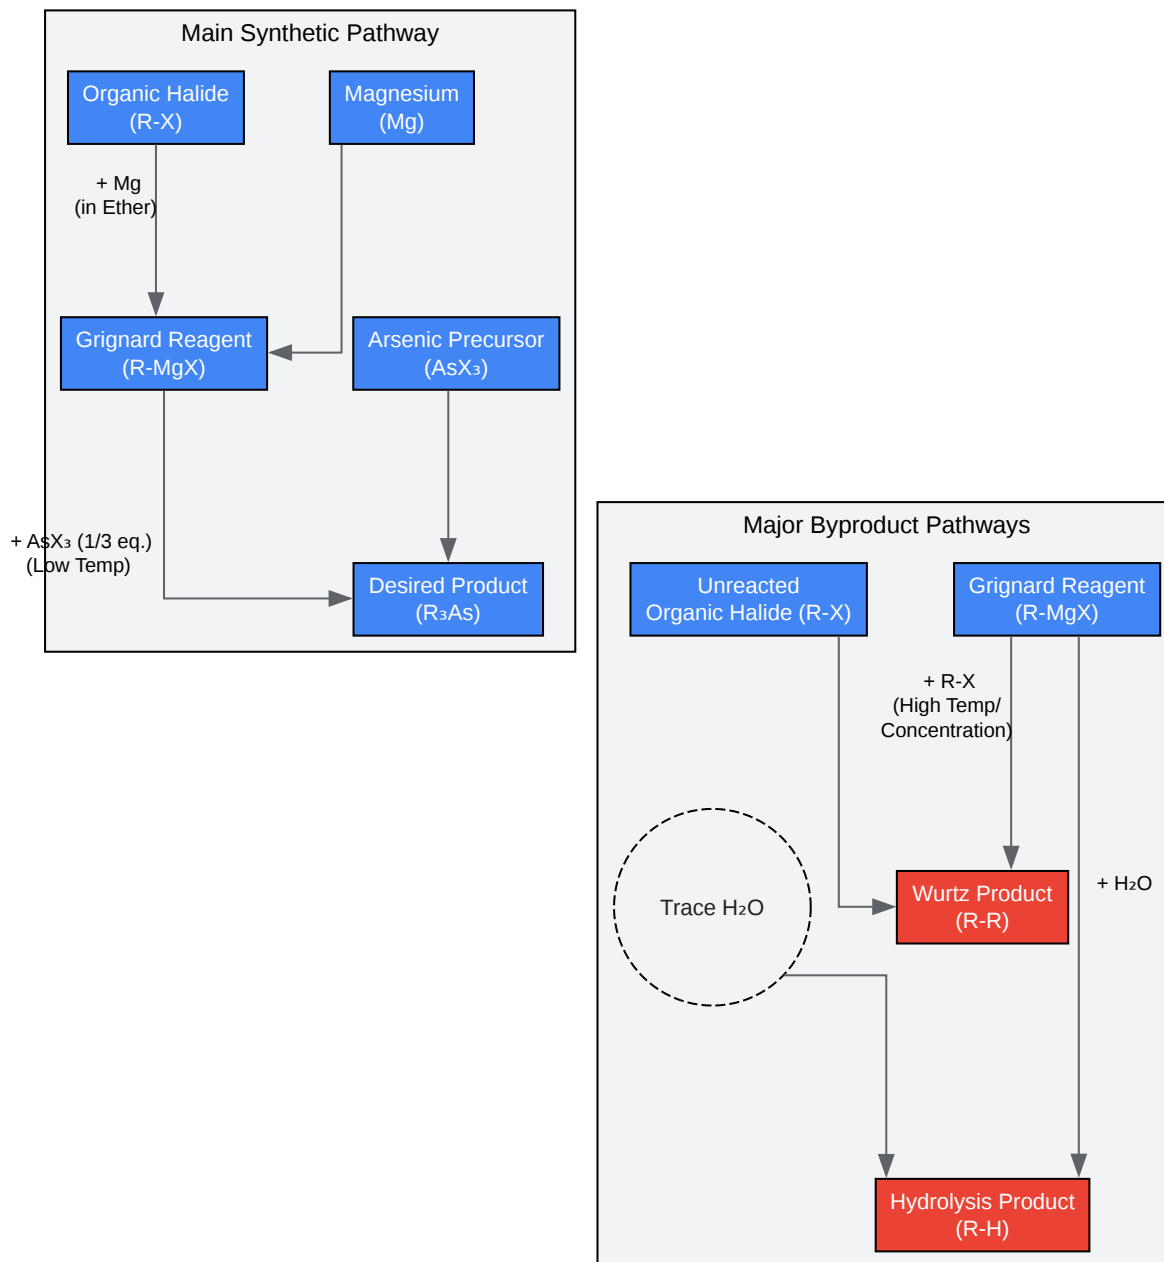 Main Synthetic Pathway
Organic Halide
(R-X)
Magnesium
(Mg)
+ Mg
(in Ether)
Grignard Reagent
(R-MgX)
Arsenic Precursor
(AsX₃)
+ AsX₃ (1/3 eq.)
(Low Temp)
Desired Product
(R₃As)
Major Byproduct Pathways
Unreacted
Organic Halide (R-X)
Grignard Reagent
(R-MgX)
+ R-X
(High Temp/
Concentration)
Trace H₂O
Wurtz Product
(R-R)
+ H₂O
Hydrolysis Product
(R-H)